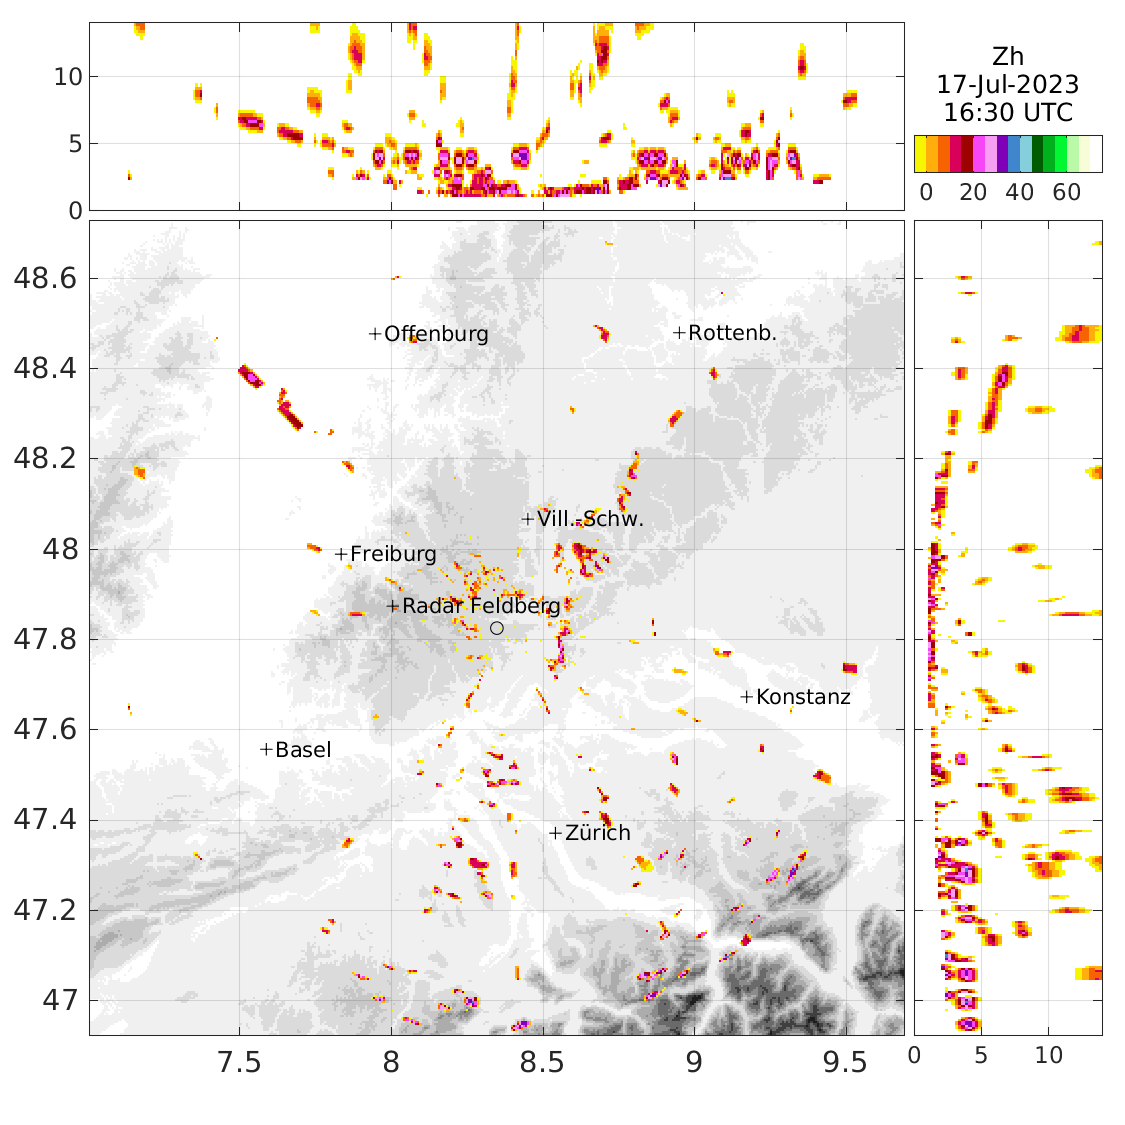 Zh
17-Jul-2023
16:30 UTC
0 20 40 60
10
5
0
48.6
48.4
48.2
48
47.8
47.6
47.4
47.2
47
+Offenburg
+Rottenb.
+Vill.-Schw.
+Freiburg
+Radar Feldberg
+Konstanz
+Basel
+Zürich
7.5 8 8.5 9 9.5
0 5 10